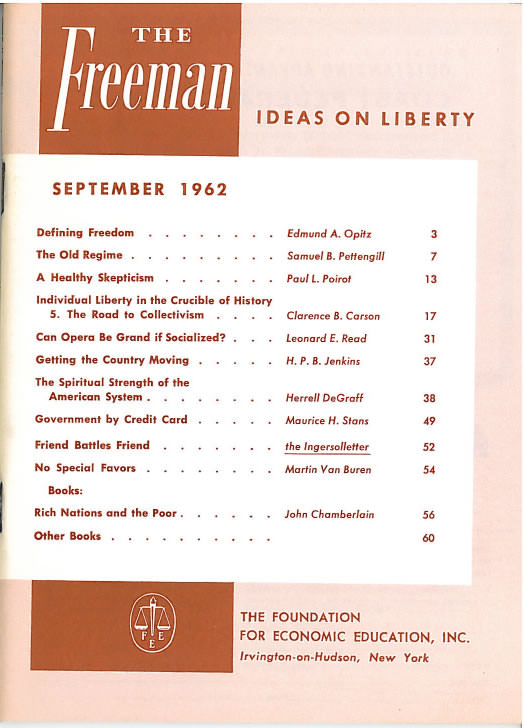 THE
Freeman
IDEAS ON LIBERTY
SEPTEMBER 1962
Defining Freedom . . . . . . . . Edmund A. Opitz 3
The Old Regime . . . . . . . . . Samuel B. Pettengill 7
A Healthy Skepticism . . . . . . . Paul L. Poirot 13
Individual Liberty in the Crucible of History
5. The Road to Collectivism . . . . Clarence B. Carson 17
Can Opera Be Grand if Socialized? . . . Leonard E. Read 31
Getting the Country Moving . . . . . H. P. B. Jenkins 37
The Spiritual Strength of the
American System . . . . . . . . Herrell DeGraff 38
Government by Credit Card . . . . . Maurice H. Stans 49
Friend Battles Friend . . . . . . . the Ingersolletter 52
No Special Favors . . . . . . . . Martin Van Buren 54
Books:
Rich Nations and the Poor . . . . . . John Chamberlain 56
Other Books . . . . . . . . . . 60
F E E
THE FOUNDATION
FOR ECONOMIC EDUCATION, INC.
Irvington-on-Hudson, New York